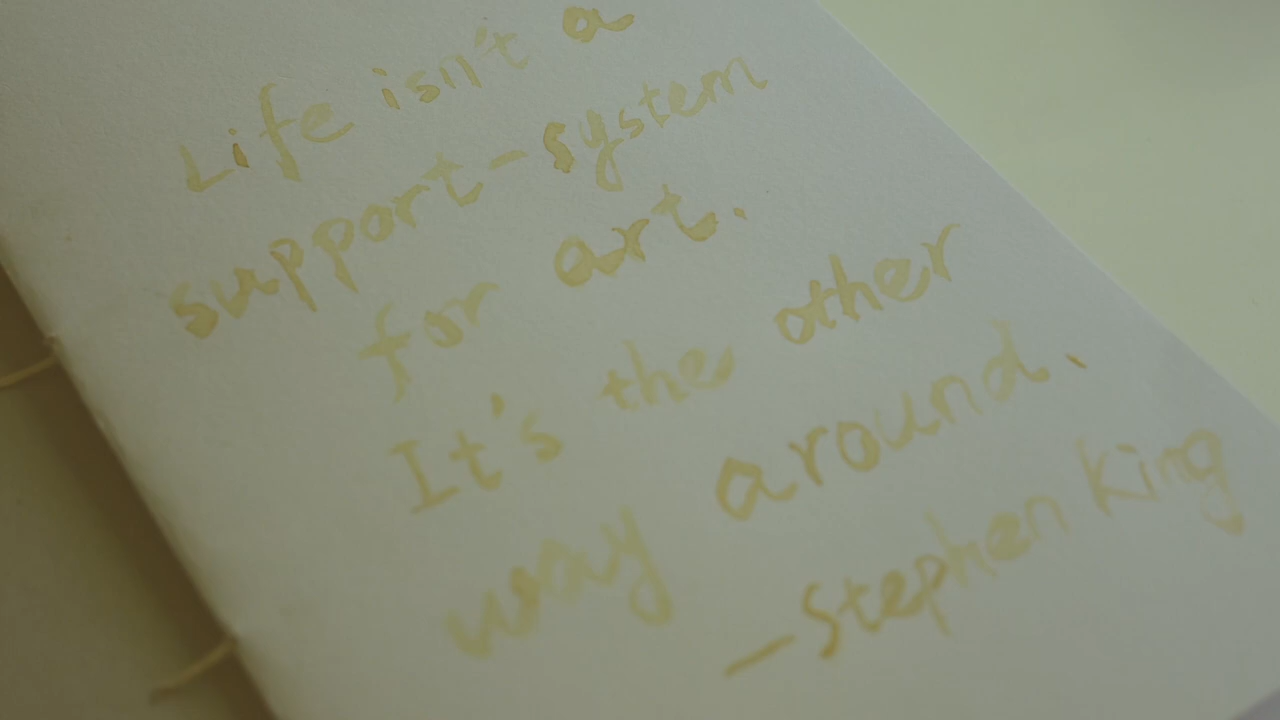 Life isn't a
support-system
for art.
It's the other
way around.
—Stephen King